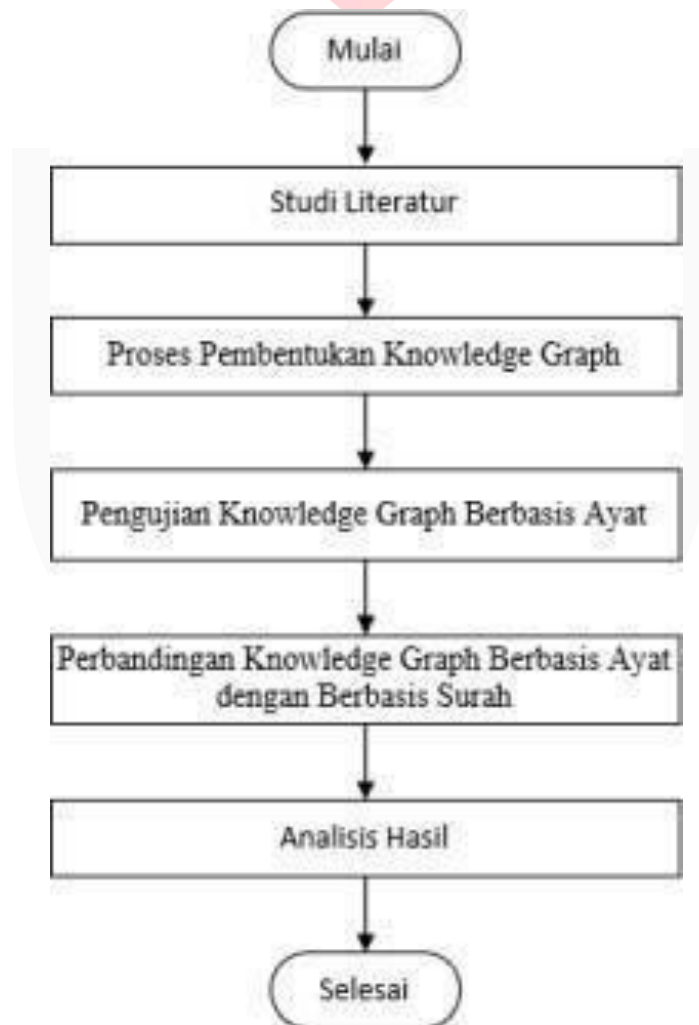 Mulai
Studi Literatur
Proses Pembentukan Knowledge Graph
Pengujian Knowledge Graph Berbasis Ayat
Perbandingan Knowledge Graph Berbasis Ayat
dengan Berbasis Surah
Analisis Hasil
Selesai